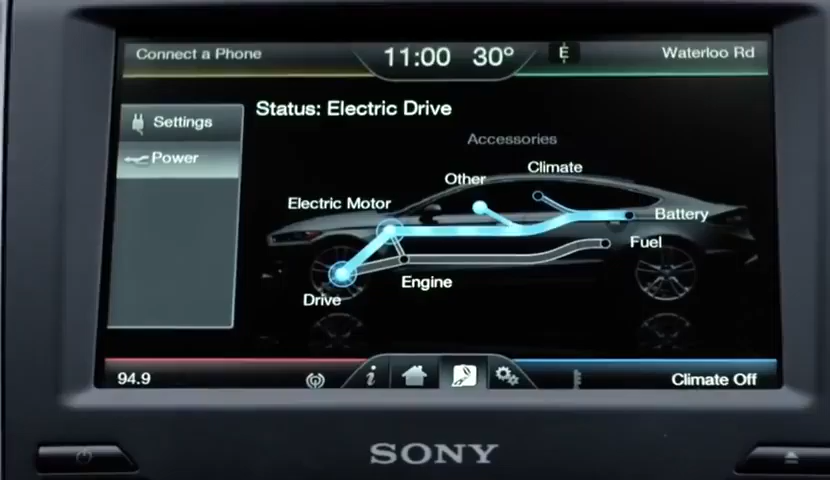 Connect a Phone
11:00 30°
E
Waterloo Rd
Settings
Power
Status: Electric Drive
Accessories
Other
Climate
Electric Motor
Battery
Fuel
Engine
Drive
94.9
i
Climate Off
SONY